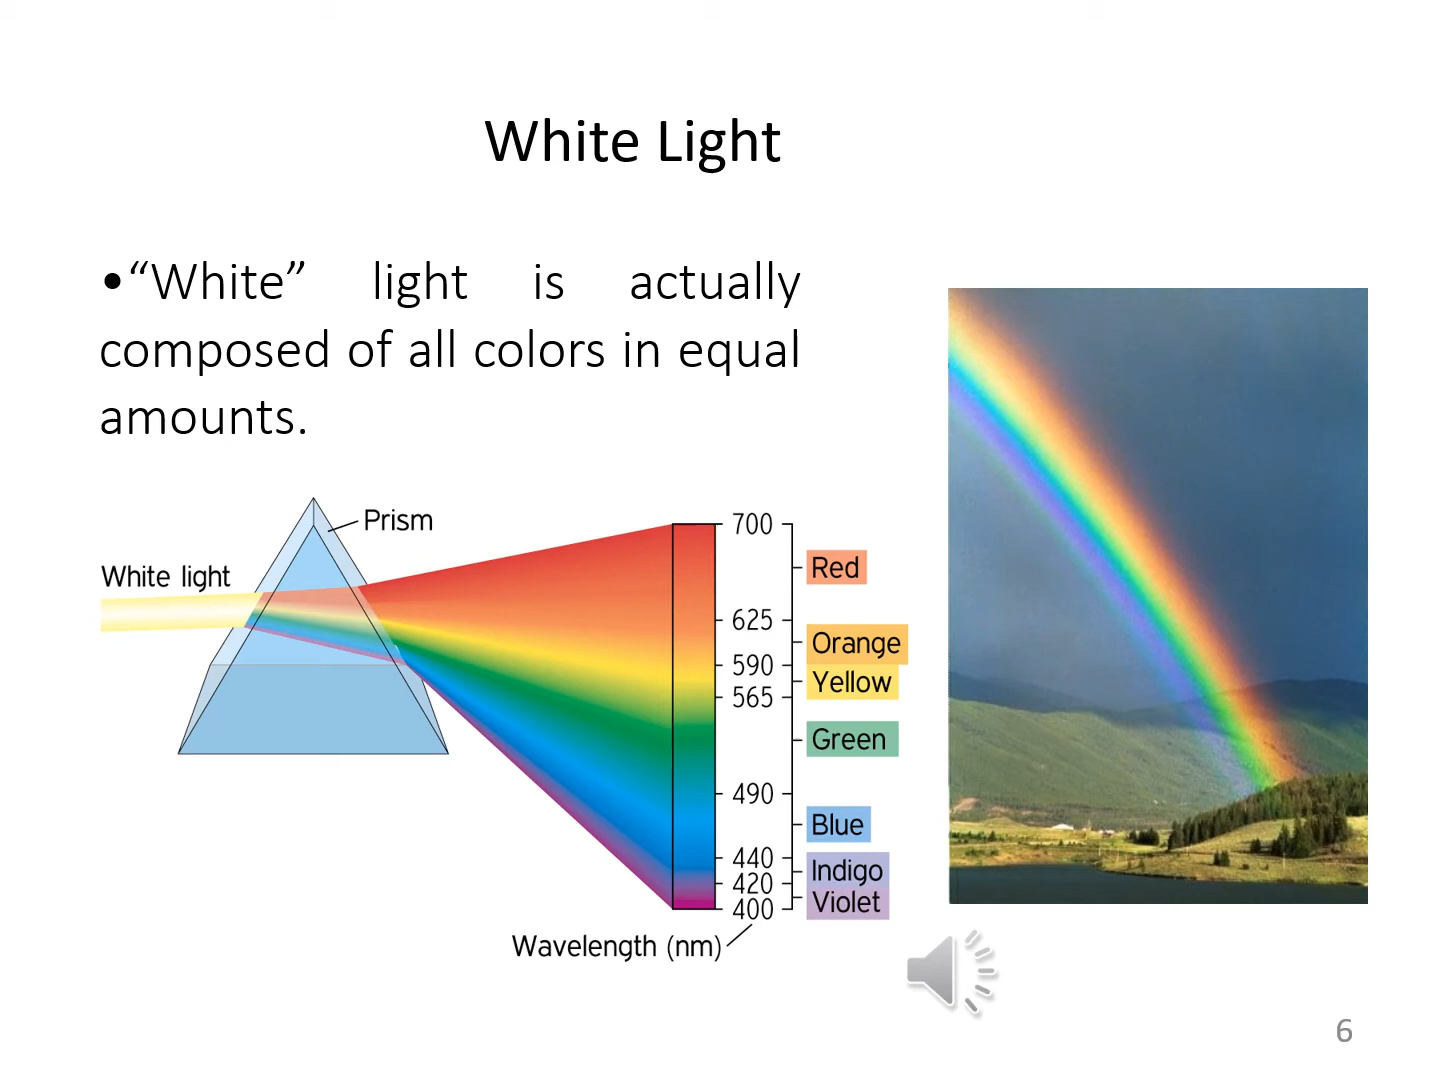 White Light
•“White” light is actually
composed of all colors in equal
amounts.
Prism
White light
700
Red
625
Orange
590
Yellow
565
Green
490
Blue
440
Indigo
420
Violet
400
Wavelength (nm)
6